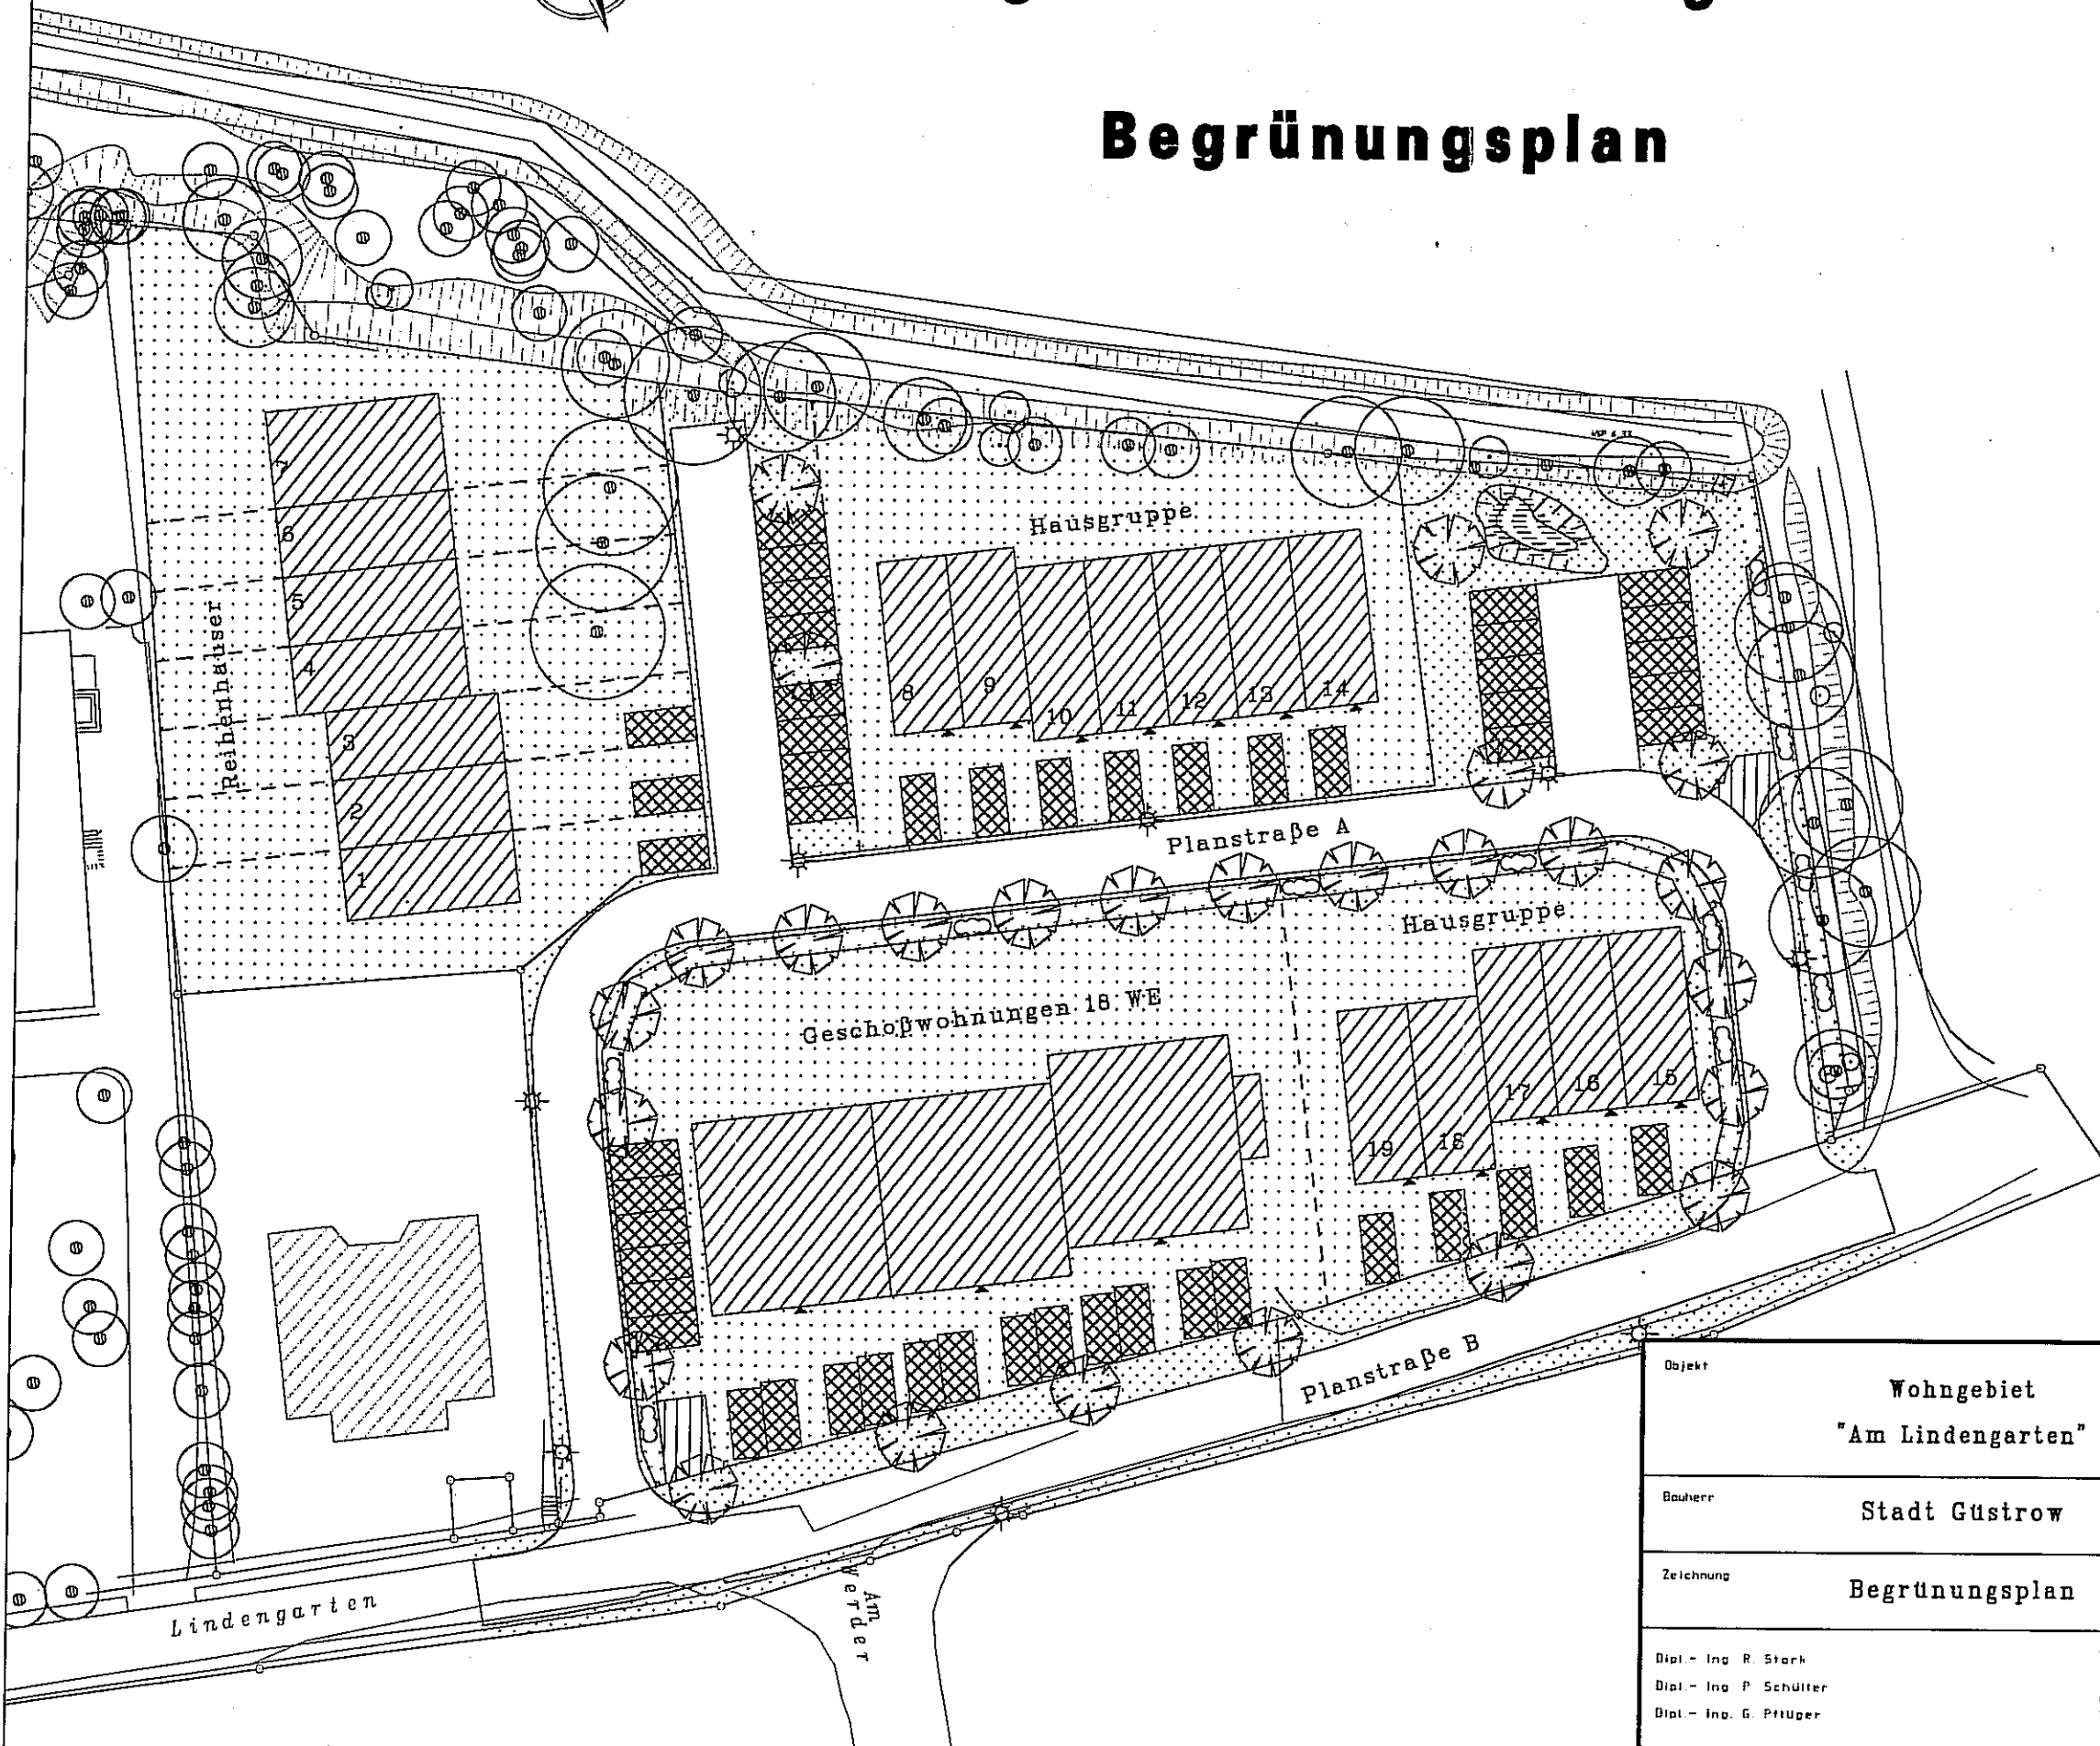 Begrünungsplan
Hausgruppe
Reihenhäuser
7
6
5
4
3
2
1
8
9
10
11
12
13
14
Planstraße A
Hausgruppe
Geschoßwohnungen 18 WE
19
18
17
16
15
Planstraße B
Lindengarten
Am
Werder
Objekt
Wohngebiet
"Am Lindengarten"
Bauherr
Stadt Güstrow
Zeichnung
Begrünungsplan
Dipl.- Ing R. Stark
Dipl.- Ing P Schülter
Dipl.- Ing. G. Pflüger